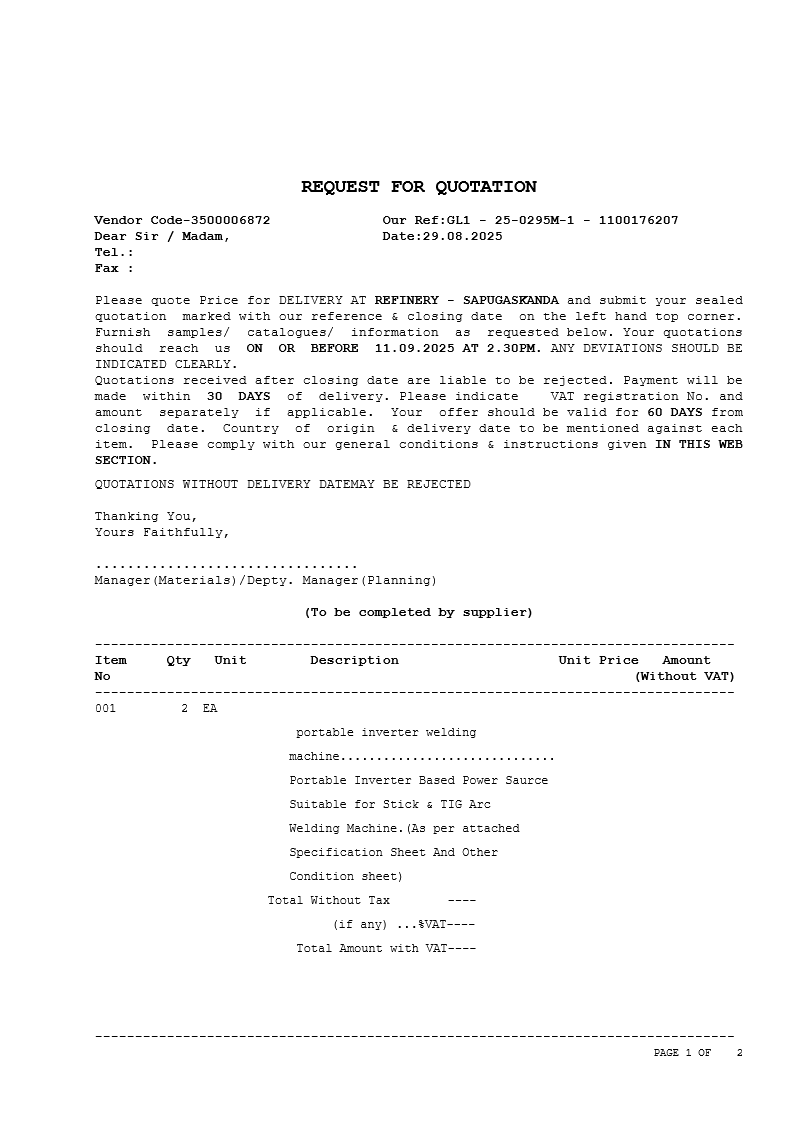 REQUEST FOR QUOTATION
Vendor Code-3500006872 Our Ref:GL1 - 25-0295M-1 - 1100176207
Dear Sir / Madam, Date:29.08.2025
Tel.:
Fax :
Please quote Price for DELIVERY AT REFINERY - SAPUGASKANDA and submit your sealed
quotation marked with our reference & closing date on the left hand top corner.
Furnish samples/ catalogues/ information as requested below. Your quotations
should reach us ON OR BEFORE 11.09.2025 AT 2.30PM. ANY DEVIATIONS SHOULD BE
INDICATED CLEARLY.
Quotations received after closing date are liable to be rejected. Payment will be
made within 30 DAYS of delivery. Please indicate VAT registration No. and
amount separately if applicable. Your offer should be valid for 60 DAYS from
closing date. Country of origin & delivery date to be mentioned against each
item. Please comply with our general conditions & instructions given IN THIS WEB
SECTION.
QUOTATIONS WITHOUT DELIVERY DATEMAY BE REJECTED
Thanking You,
Yours Faithfully,
.................................
Manager(Materials)/Depty. Manager(Planning)
(To be completed by supplier)
--------------------------------------------------------------------------------
Item Qty Unit Description Unit Price Amount
No (Without VAT)
--------------------------------------------------------------------------------
001 2 EA
portable inverter welding
machine..............................
Portable Inverter Based Power Saurce
Suitable for Stick & TIG Arc
Welding Machine.(As per attached
Specification Sheet And Other
Condition sheet)
Total Without Tax ----
(if any) ...%VAT----
Total Amount with VAT----
--------------------------------------------------------------------------------
PAGE 1 OF 2